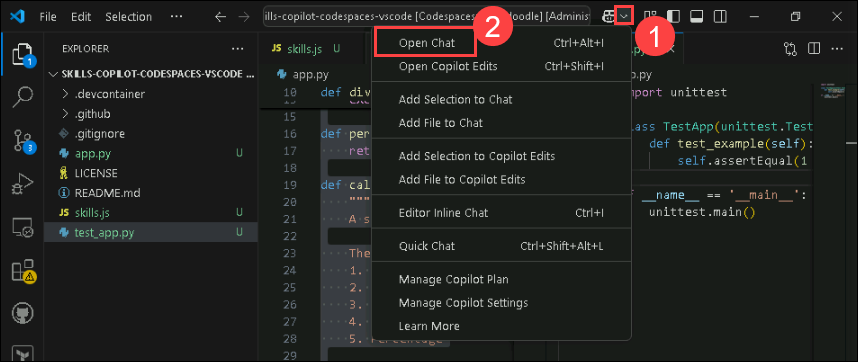 File Edit Selection ··· ills-copilot-codespaces-vscode [Codespaces oodle] [Adminis
1
2
EXPLORER
SKILLS-COPILOT-CODESPACES-VSCODE
.devcontainer
.github
.gitignore
app.py U
LICENSE
README.md
skills.js U
test_app.py U
1
3
skills.js
app.py
10 def div
15
16 def per
17 ret
18
19 def cal
20 """
21 A s
22
23 The
24 1.
25 2.
26 3.
27 4.
28 5. Percentage
29
Open Chat Ctrl+Alt+I
Open Copilot Edits Ctrl+Shift+I
Add Selection to Chat
Add File to Chat
Add Selection to Copilot Edits
Add File to Copilot Edits
Editor Inline Chat Ctrl+I
Quick Chat Ctrl+Shift+Alt+L
Manage Copilot Plan
Manage Copilot Settings
Learn More
.py
mport unittest
lass TestApp(unittest.Test
def test_example(self):
self.assertEqual(1
__name__ == '__main__':
unittest.main()